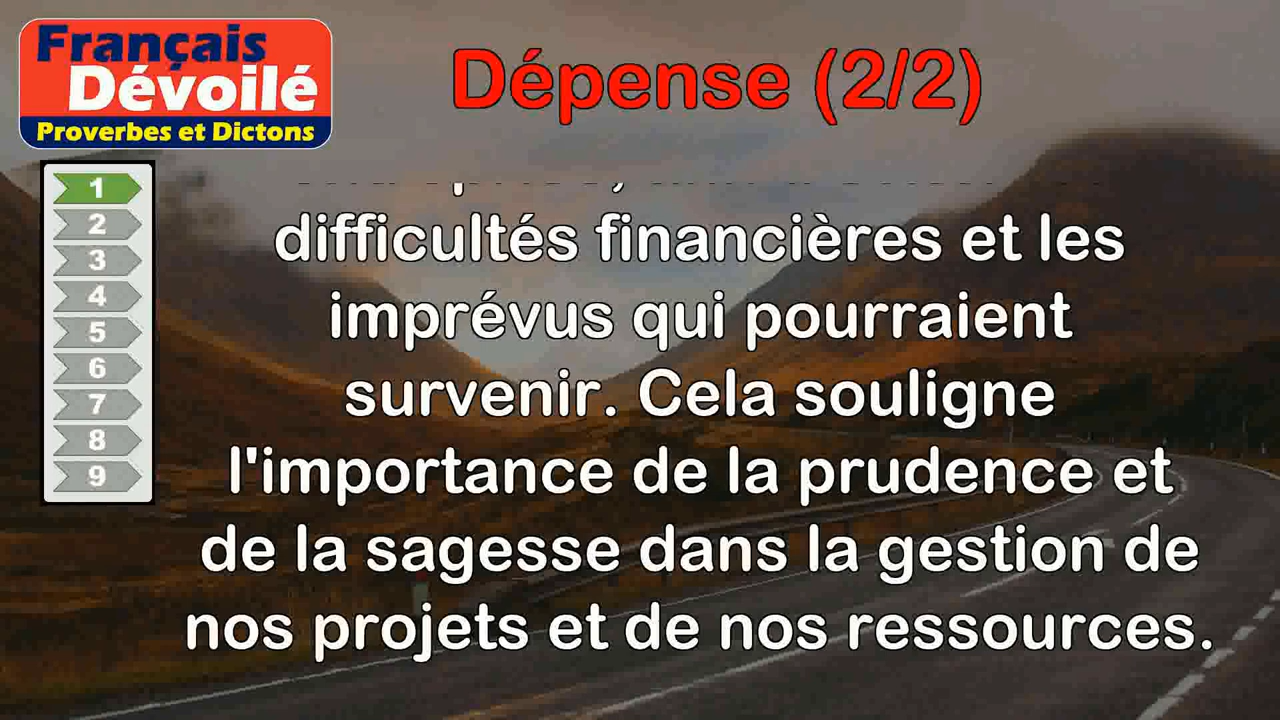 Français
Dévoilé
Proverbes et Dictons
Dépense (2/2)
1
2
3
4
5
6
7
8
9
difficultés financières et les
imprévus qui pourraient
survenir. Cela souligne
l'importance de la prudence et
de la sagesse dans la gestion de
nos projets et de nos ressources.